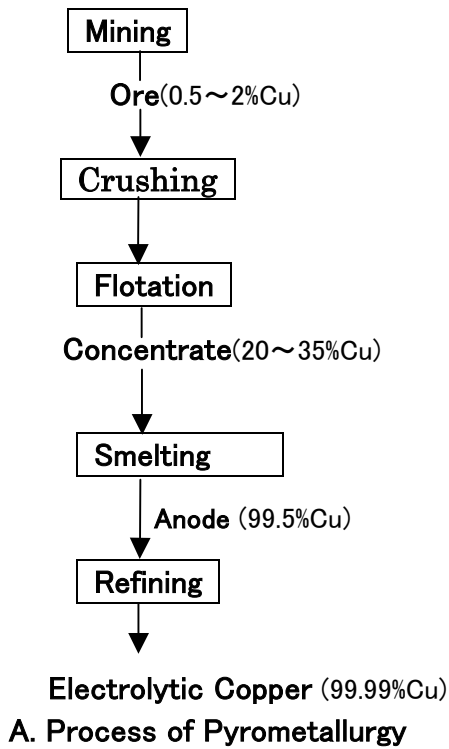 Mining
Ore(0.5～2%Cu)
Crushing
Flotation
Concentrate(20～35%Cu)
Smelting
Anode (99.5%Cu)
Refining
Electrolytic Copper (99.99%Cu)
A. Process of Pyrometallurgy